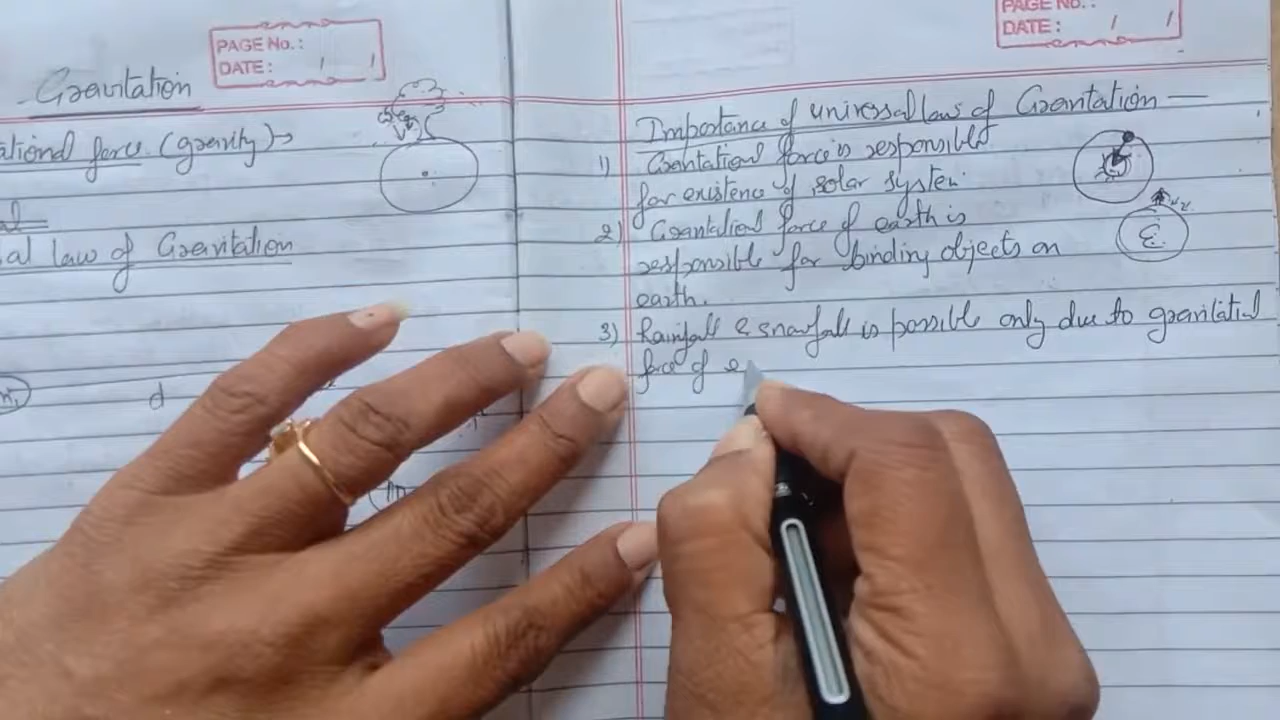 PAGE No.:
DATE: / /
Gravitation
ational force (gravity)→
al
al law of Gravitation
d
PAGE No.:
DATE: / /
Importance of universal law of Gravitation —
1) Gravitational force is responsible
for existence of solar system.
2) Gravitational force of earth is
responsible for binding objects on
earth.
E
3) Rainfall & snowfall is possible only due to gravitational
force of e